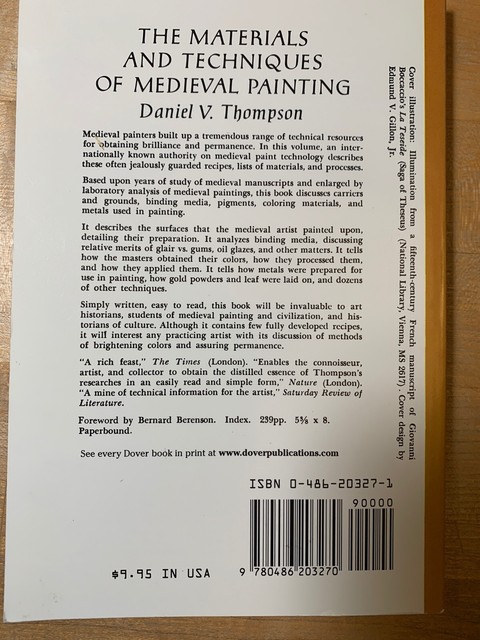 THE MATERIALS
AND TECHNIQUES
OF MEDIEVAL PAINTING
Daniel V. Thompson
Medieval painters built up a tremendous range of technical resources
for obtaining brilliance and permanence. In this volume, an inter-
nationally known authority on medieval paint technology describes
these often jealously guarded recipes, lists of materials, and processes.
Based upon years of study of medieval manuscripts and enlarged by
laboratory analysis of medieval paintings, this book discusses carriers
and grounds, binding media, pigments, coloring materials, and
metals used in painting.
It describes the surfaces that the medieval artist painted upon,
detailing their preparation. It analyzes binding media, discussing
relative merits of glair vs. gums, oil glazes, and other matters. It tells
how the masters obtained their colors, how they processed them,
and how they applied them. It tells how metals were prepared for
use in painting, how gold powders and leaf were laid on, and dozens
of other techniques.
Simply written, easy to read, this book will be invaluable to art
historians, students of medieval painting and civilization, and his-
torians of culture. Although it contains few fully developed recipes,
it will interest any practicing artist with its discussion of methods
of brightening colors and assuring permanence.
"A rich feast," The Times (London). "Enables the connoisseur,
artist, and collector to obtain the distilled essence of Thompson's
researches in an easily read and simple form," Nature (London).
"A mine of technical information for the artist," Saturday Review of
Literature.
Foreword by Bernard Berenson. Index. 239pp. 5⅜ x 8.
Paperbound.
See every Dover book in print at www.doverpublications.com
ISBN 0-486-20327-1
90000
9 780486 203270
$9.95 IN USA
Cover illustration: Illumination from a fifteenth-century French manuscript of Giovanni
Boccaccio's La Teseide (Saga of Theseus) (National Library, Vienna, MS 2617). Cover design by
Edmund V. Gillon, Jr.